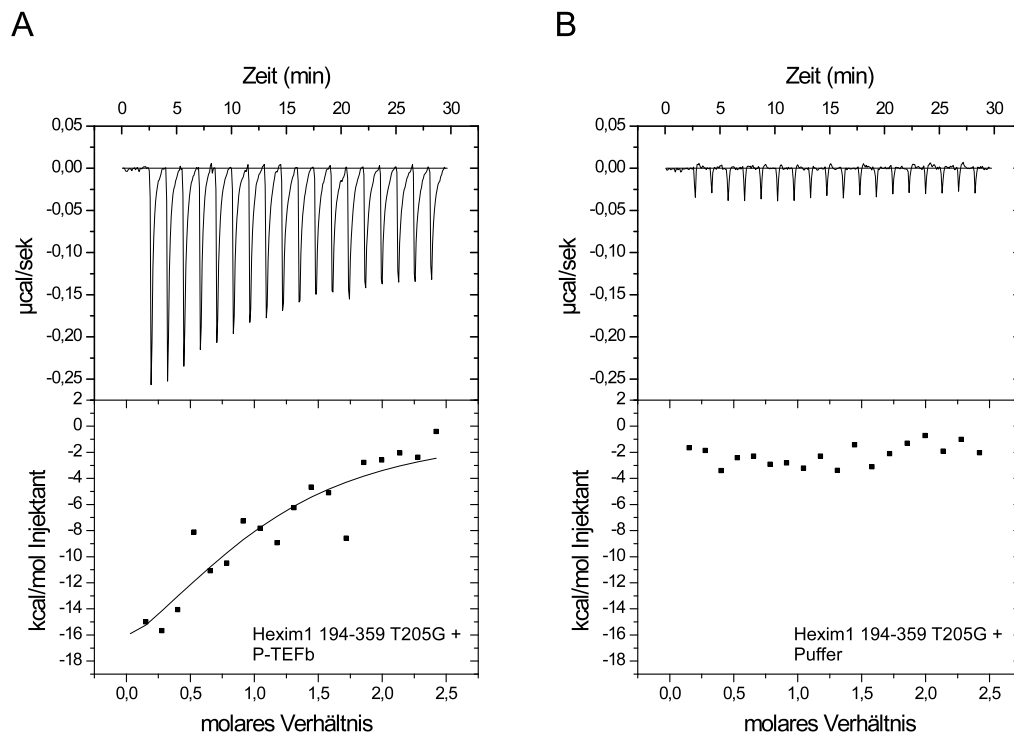 A
Zeit (min)
0 5 10 15 20 25 30
0,05
0,00
-0,05
-0,10
-0,15
-0,20
-0,25
µcal/sek
2
0
-2
-4
-6
-8
-10
-12
-14
-16
-18
kcal/mol Injektant
Hexim1 194-359 T205G +
P-TEFb
0,0 0,5 1,0 1,5 2,0 2,5
molares Verhältnis
B
Zeit (min)
0 5 10 15 20 25 30
0,05
0,00
-0,05
-0,10
-0,15
-0,20
-0,25
µcal/sek
2
0
-2
-4
-6
-8
-10
-12
-14
-16
-18
kcal/mol Injektant
Hexim1 194-359 T205G +
Puffer
0,0 0,5 1,0 1,5 2,0 2,5
molares Verhältnis